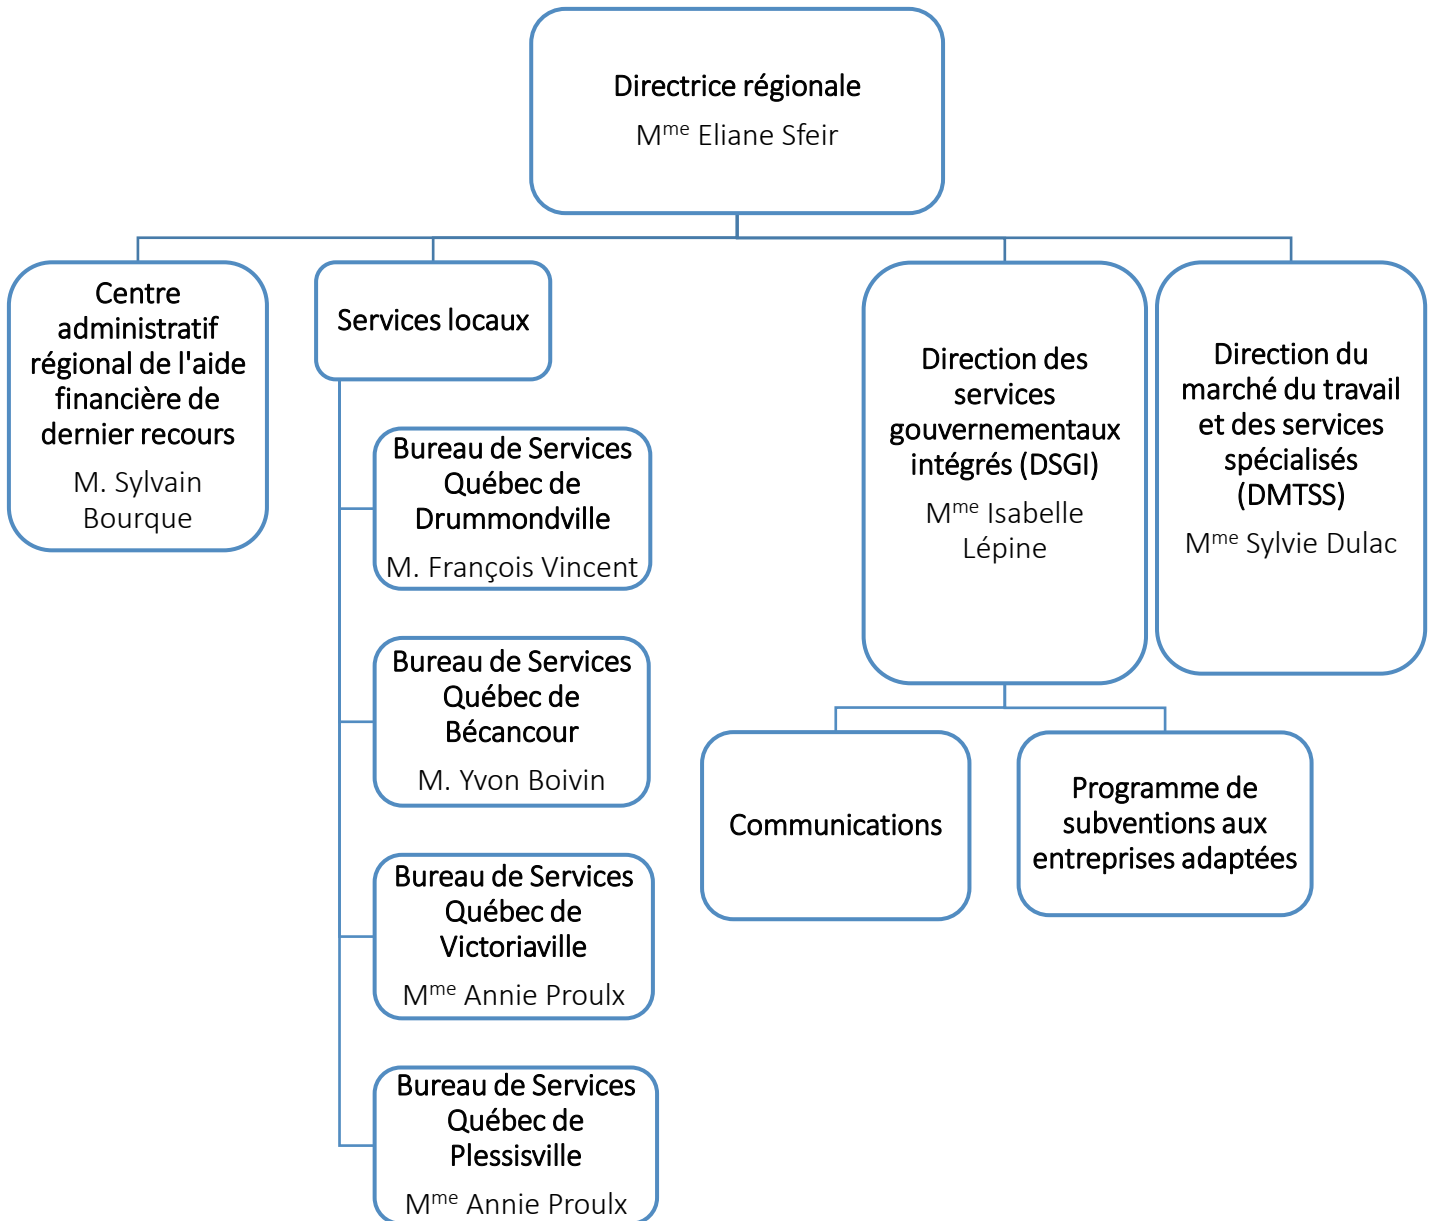 Directrice régionale
Mme Eliane Sfeir
Centre
administratif
régional de l'aide
financière de
dernier recours
M. Sylvain
Bourque
Services locaux
Bureau de Services
Québec de
Drummondville
M. François Vincent
Bureau de Services
Québec de
Bécancour
M. Yvon Boivin
Bureau de Services
Québec de
Victoriaville
Mme Annie Proulx
Bureau de Services
Québec de
Plessisville
Mme Annie Proulx
Direction des
services
gouvernementaux
intégrés (DSGI)
Mme Isabelle
Lépine
Communications
Programme de
subventions aux
entreprises adaptées
Direction du
marché du travail
et des services
spécialisés
(DMTSS)
Mme Sylvie Dulac